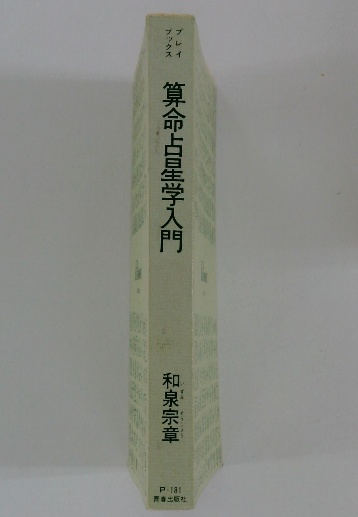 プレイ
ブックス
算命占星学入門
和泉宗章
P-181
青春出版社